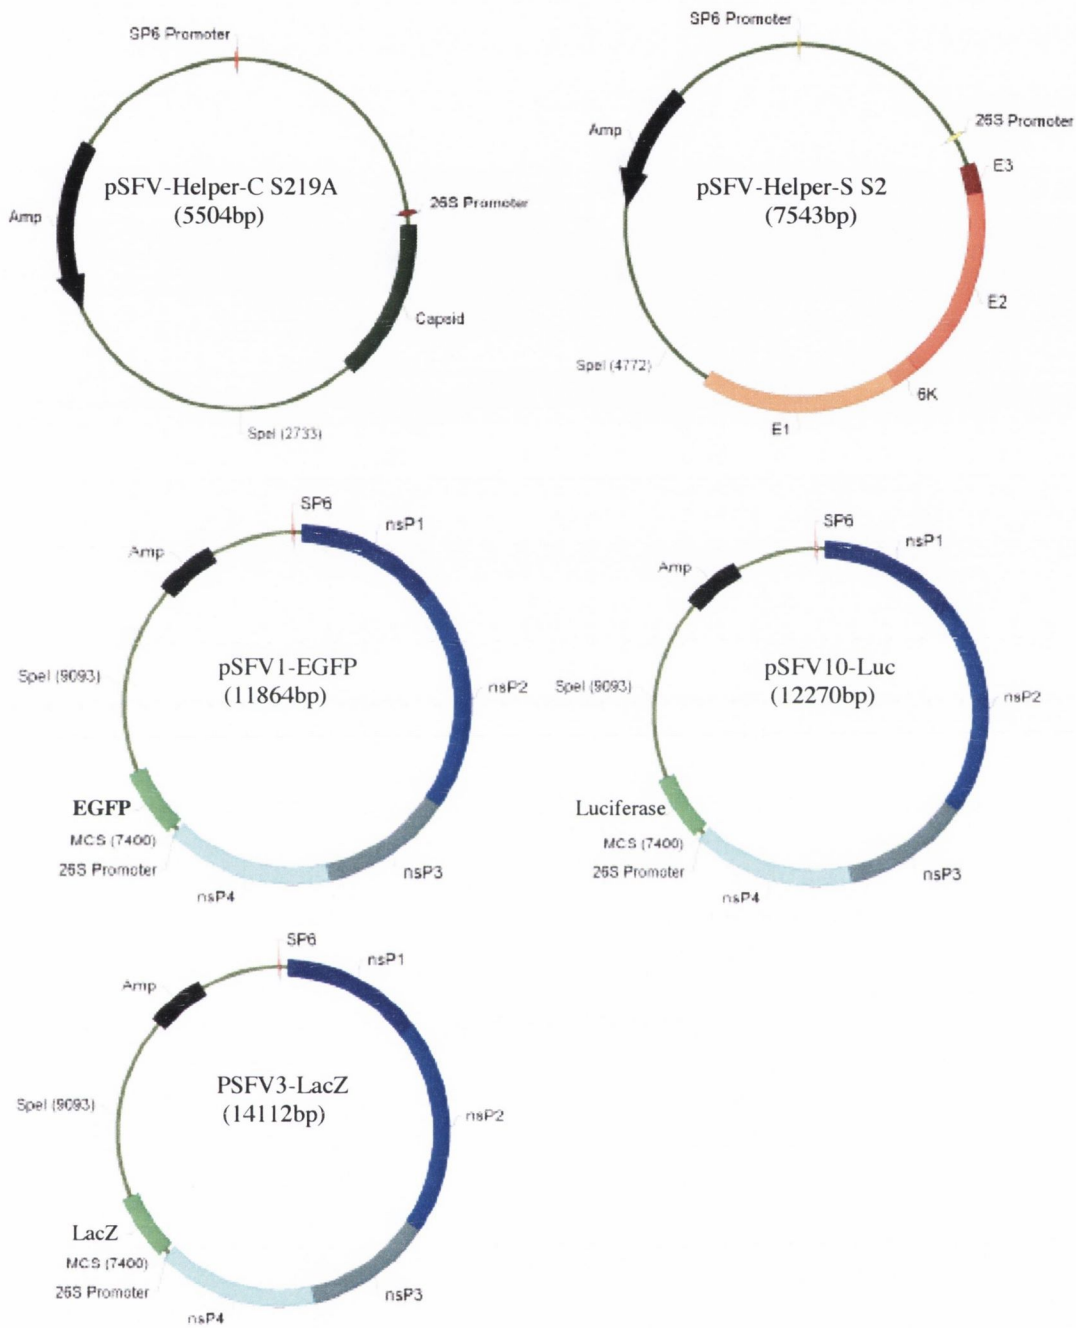 SP6 Promoter
Amp
pSFV-Helper-C S219A
(5504bp)
26S Promoter
Capsid
SpeI (2733)
SP6 Promoter
Amp
26S Promoter
E3
pSFV-Helper-S S2
(7543bp)
E2
SpeI (4772)
6K
E1
SP6
nsP1
Amp
pSFV1-EGFP
(11864bp)
SpeI (9093)
nsP2
EGFP
MCS (7400)
26S Promoter
nsP4
nsP3
SP6
nsP1
Amp
pSFV10-Luc
(12270bp)
SpeI (9093)
nsP2
Luciferase
MCS (7400)
26S Promoter
nsP4
nsP3
SP6
nsP1
Amp
PSFV3-LacZ
(14112bp)
SpeI (9093)
nsP2
LacZ
MCS (7400)
26S Promoter
nsP4
nsP3